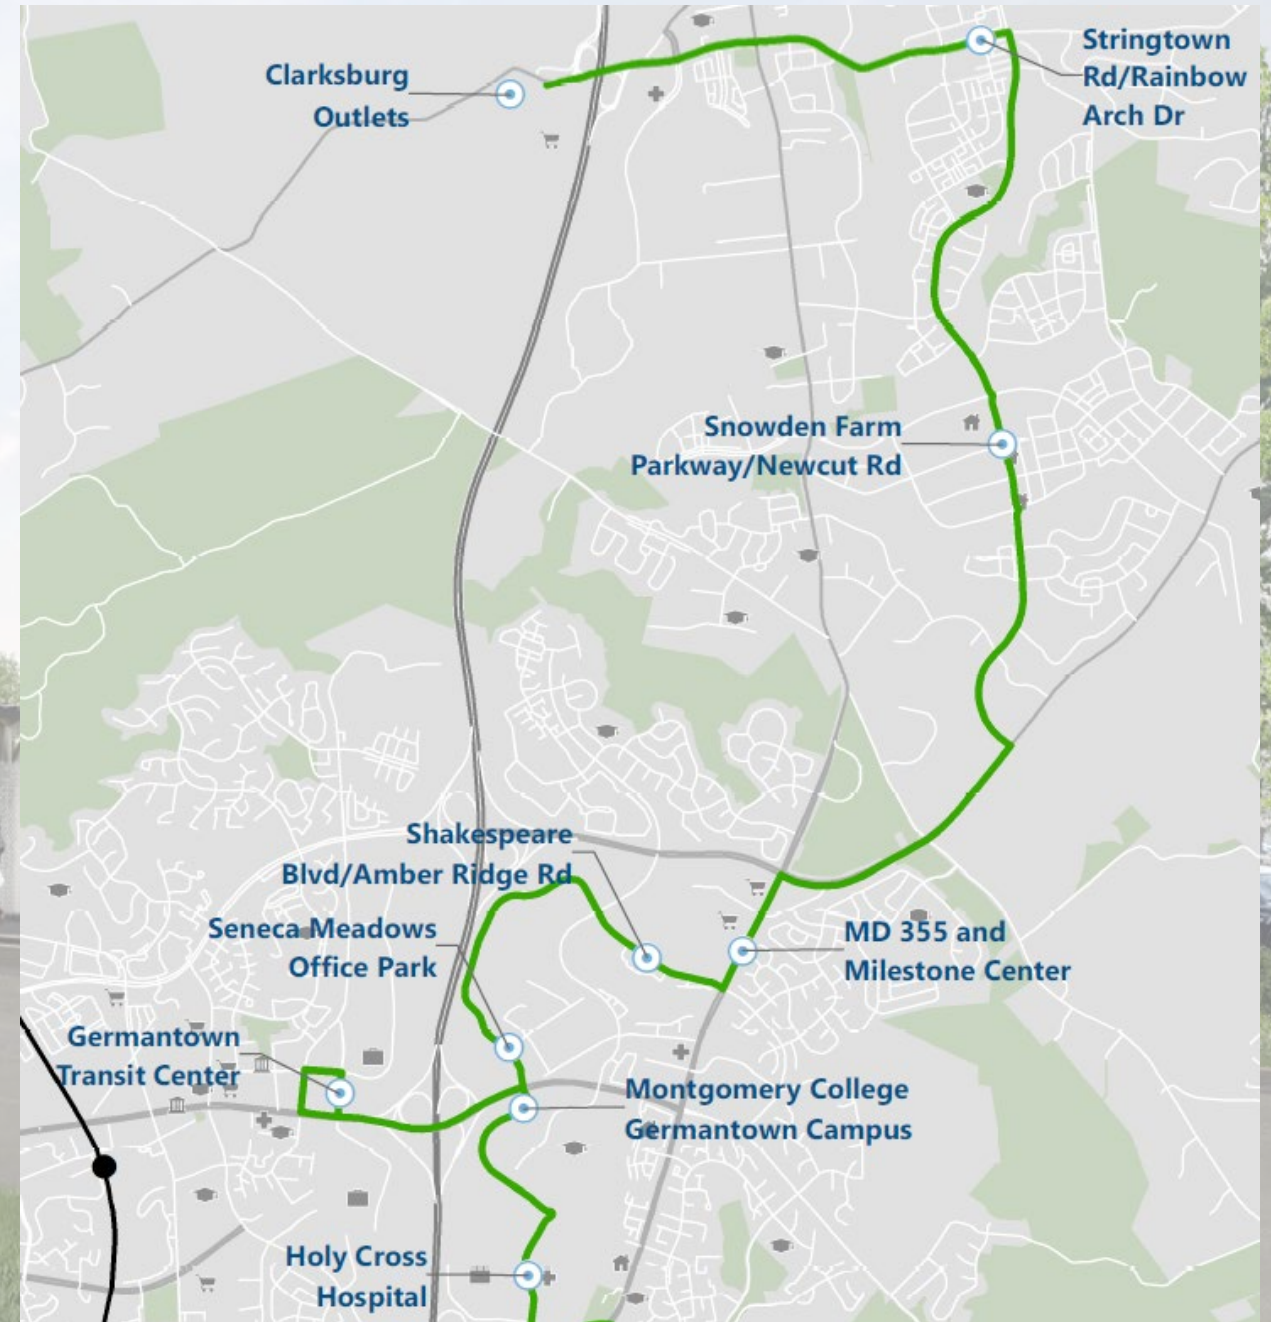 Clarksburg
Outlets
Stringtown
Rd/Rainbow
Arch Dr
Snowden Farm
Parkway/Newcut Rd
Shakespeare
Blvd/Amber Ridge Rd
Seneca Meadows
Office Park
MD 355 and
Milestone Center
Germantown
Transit Center
Montgomery College
Germantown Campus
Holy Cross
Hospital